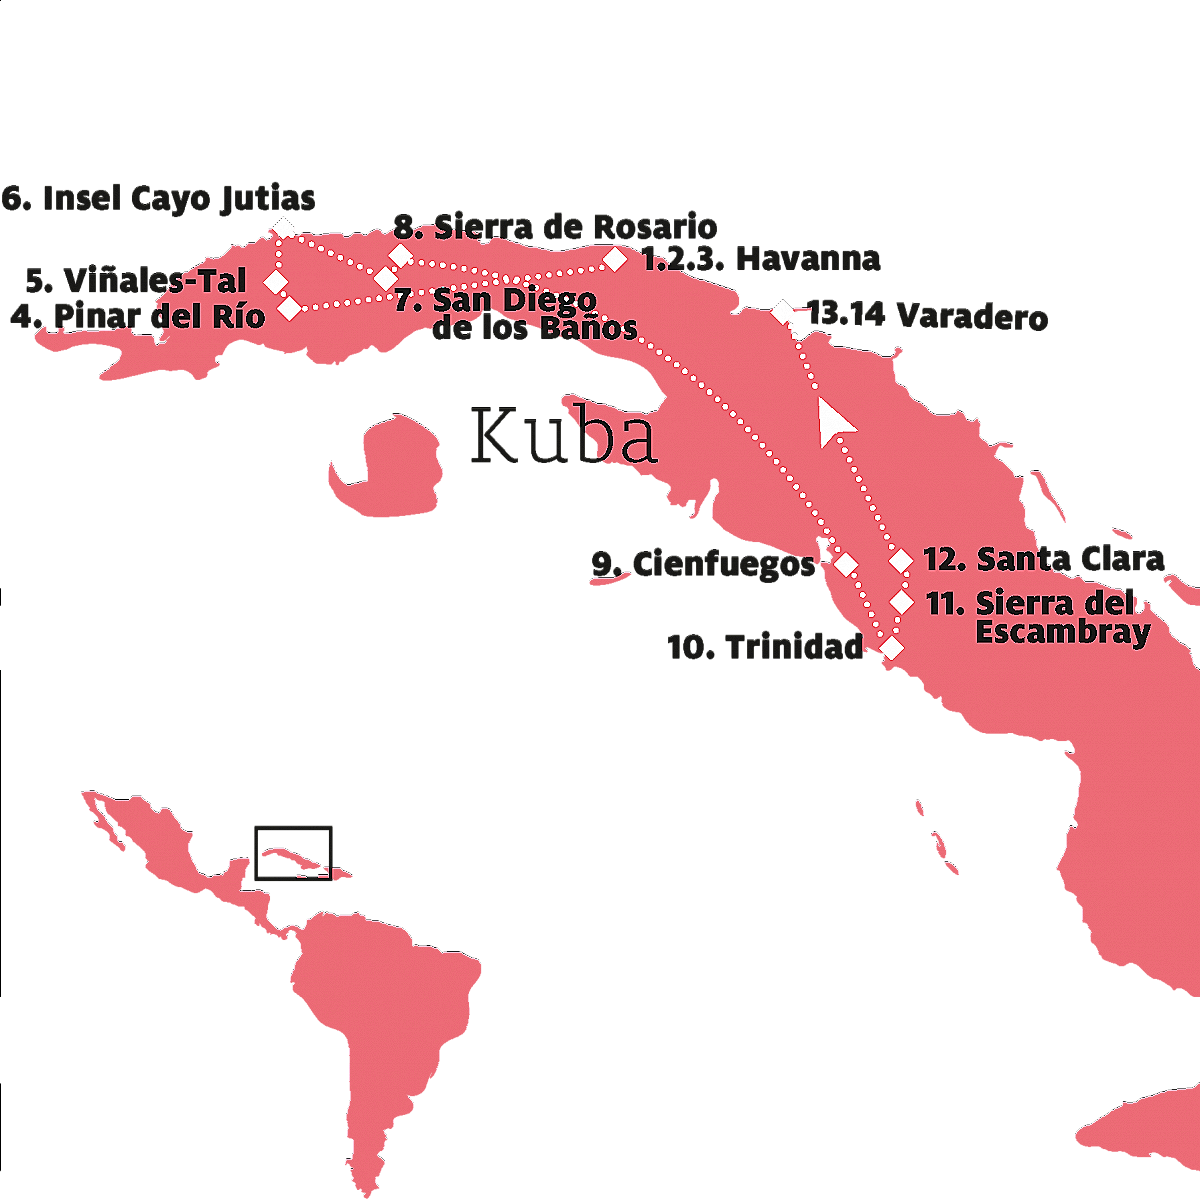 6. Insel Cayo Jutias
8. Sierra de Rosario
1.2.3. Havanna
5. Viñales-Tal
4. Pinar del Río
7. San Diego
de los Baños
13.14 Varadero
Kuba
9. Cienfuegos
12. Santa Clara
11. Sierra del
Escambray
10. Trinidad